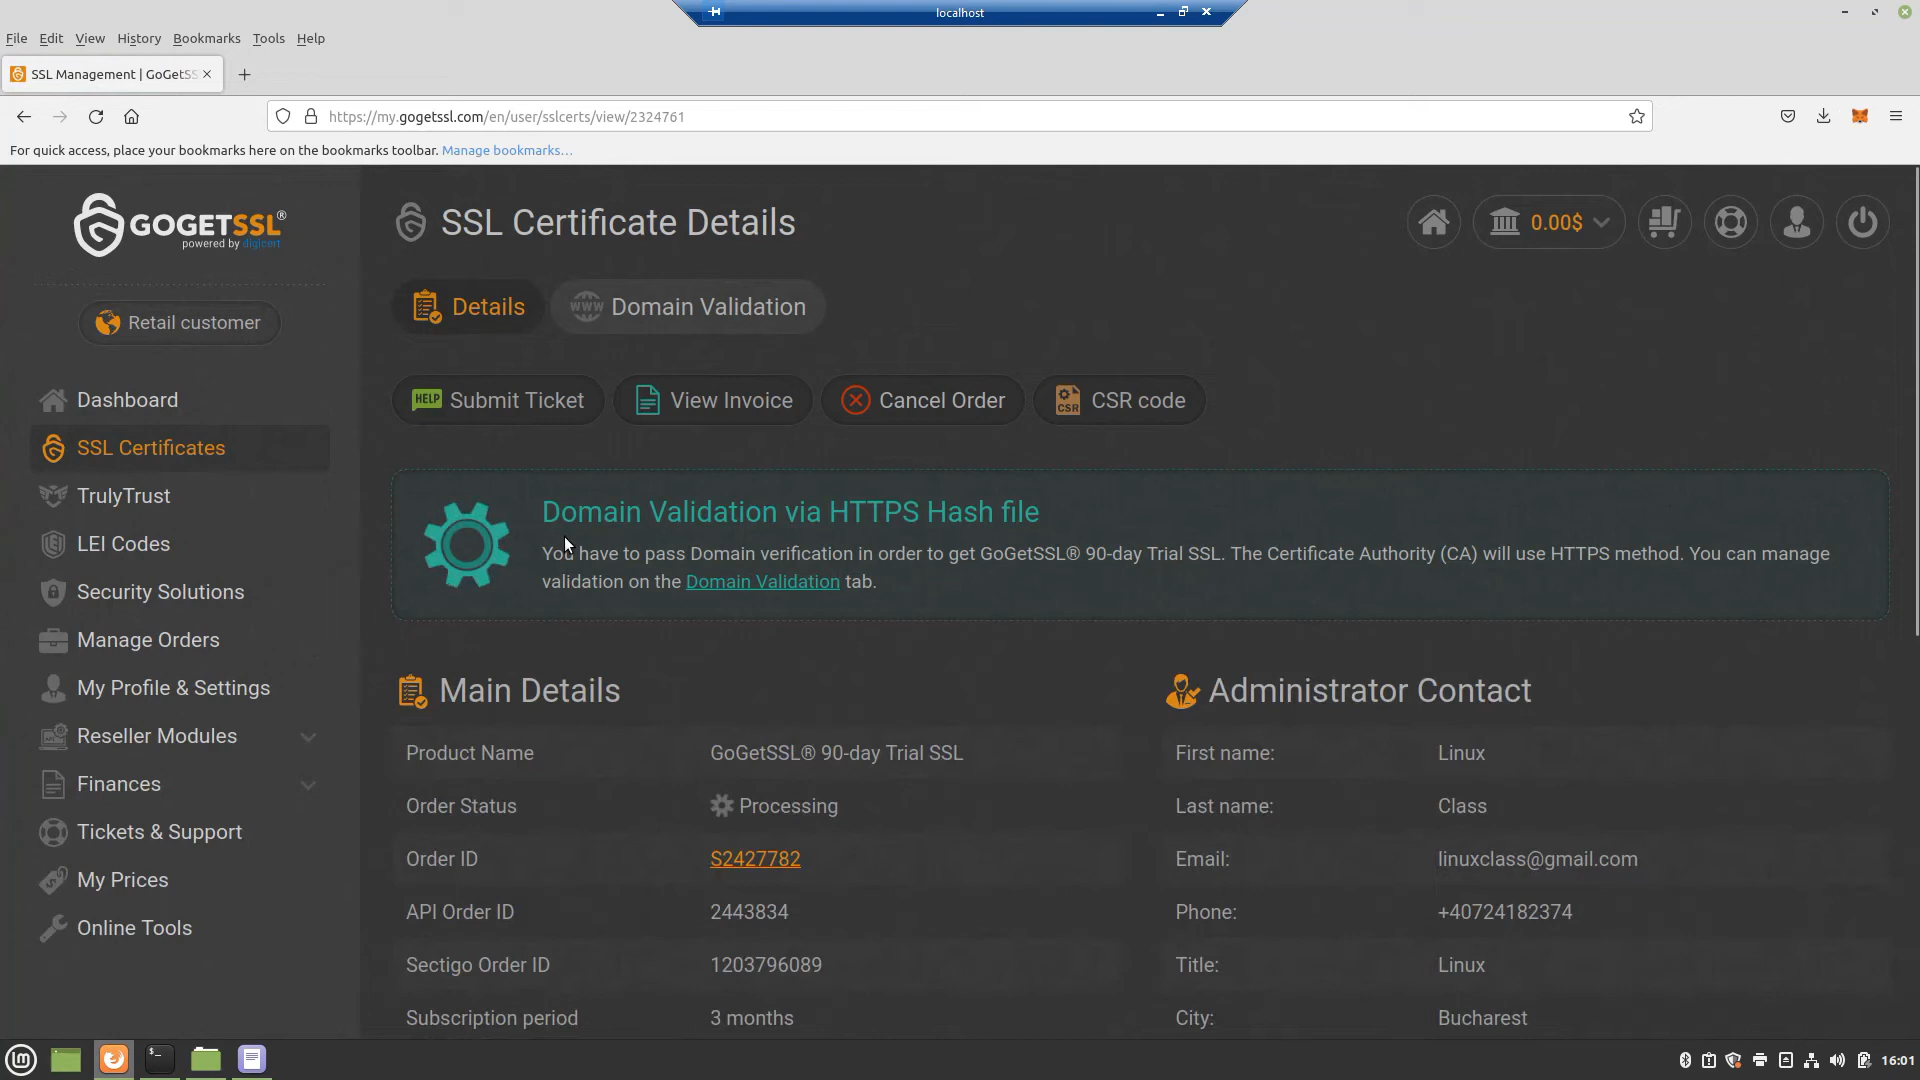 localhost
File Edit View History Bookmarks Tools Help
SSL Management | GoGetSS
https://my.gogetssl.com/en/user/sslcerts/view/2324761
For quick access, place your bookmarks here on the bookmarks toolbar. Manage bookmarks…
GOGETSSL®
powered by digicert
Retail customer
Dashboard
SSL Certificates
TrulyTrust
LEI Codes
Security Solutions
Manage Orders
My Profile & Settings
Reseller Modules
Finances
Tickets & Support
My Prices
Online Tools
SSL Certificate Details
0.00$
Details
www Domain Validation
HELP Submit Ticket
View Invoice
Cancel Order
CSR CSR code
Domain Validation via HTTPS Hash file
You have to pass Domain verification in order to get GoGetSSL® 90-day Trial SSL. The Certificate Authority (CA) will use HTTPS method. You can manage
validation on the Domain Validation tab.
Main Details
Product Name GoGetSSL® 90-day Trial SSL
Order Status Processing
Order ID S2427782
API Order ID 2443834
Sectigo Order ID 1203796089
Subscription period 3 months
Administrator Contact
First name: Linux
Last name: Class
Email: linuxclass@gmail.com
Phone: +40724182374
Title: Linux
City: Bucharest
16:01